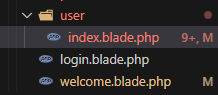 user
index.blade.php 9+, M
login.blade.php
welcome.blade.php M